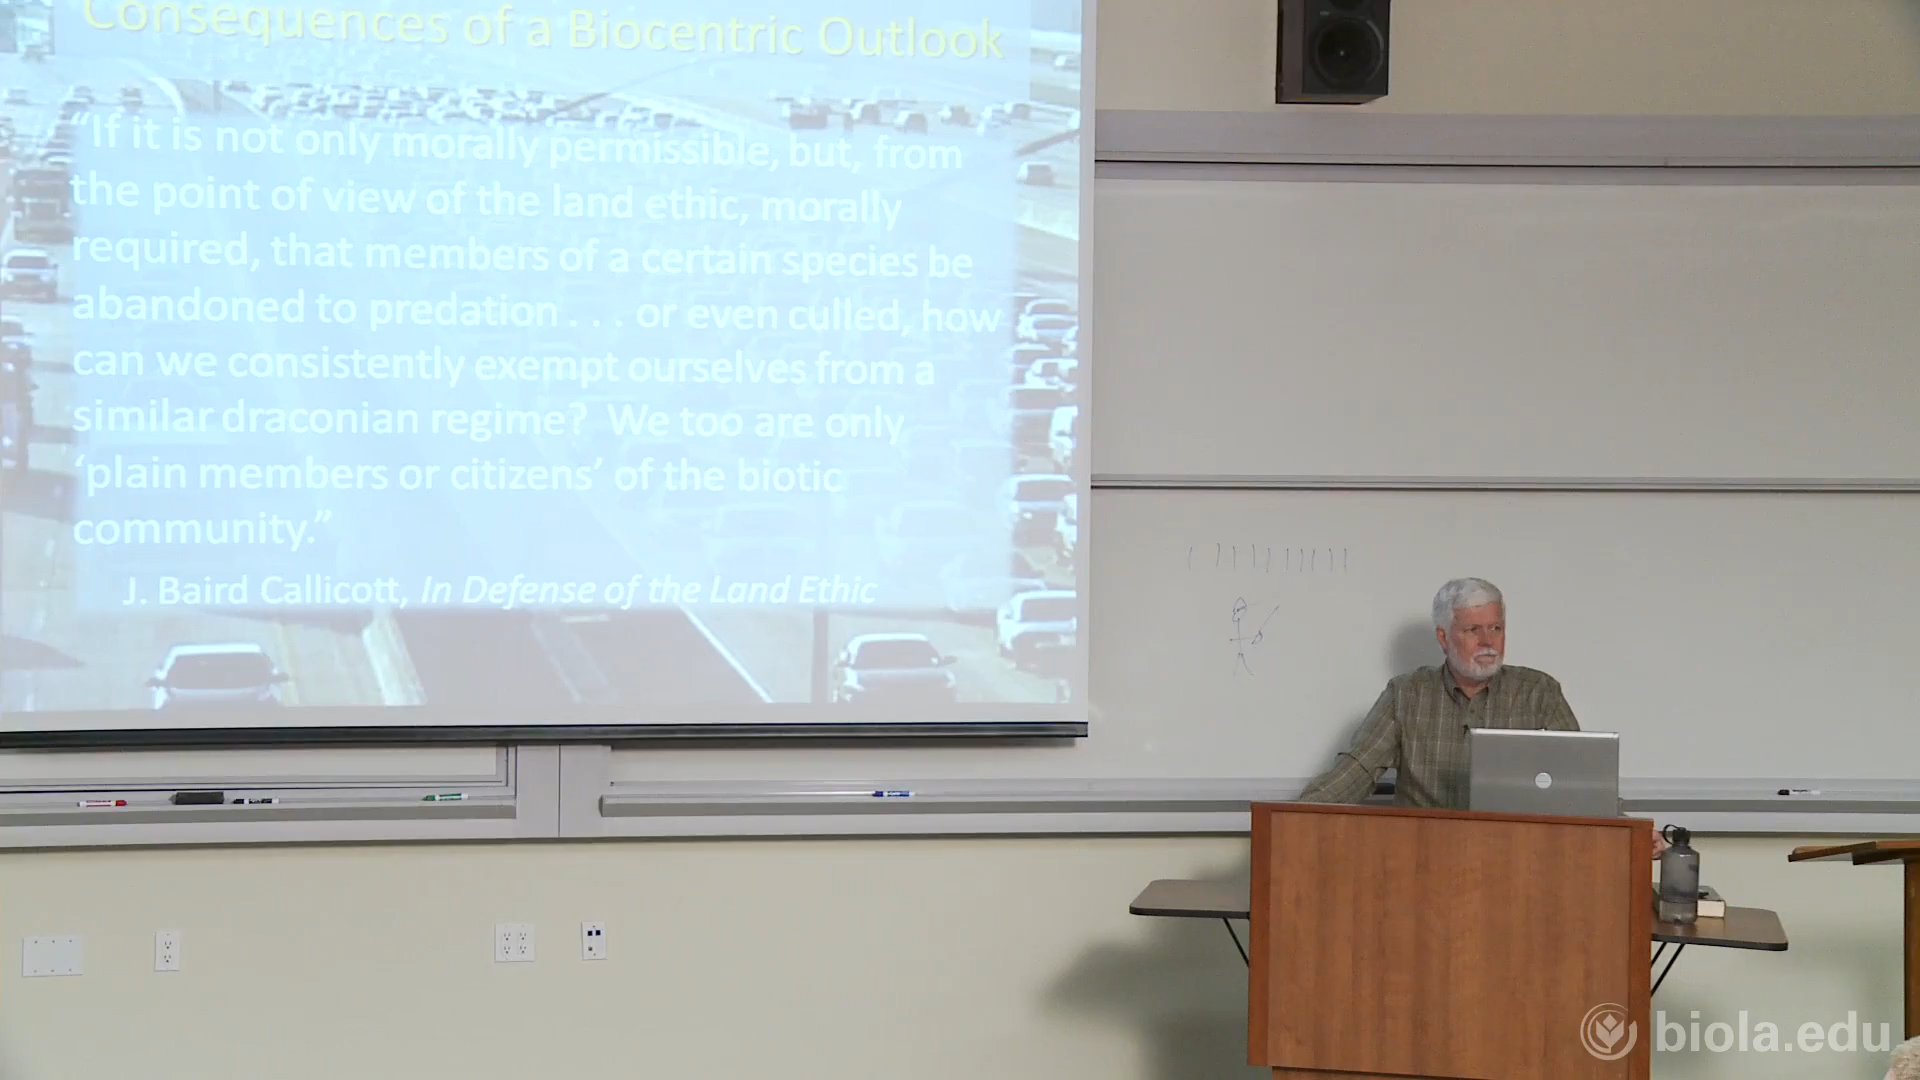 Consequences of a Biocentric Outlook
“If it is not only morally permissible, but, from
the point of view of the land ethic, morally
required, that members of a certain species be
abandoned to predation . . . or even culled, how
can we consistently exempt ourselves from a
similar draconian regime?  We too are only
‘plain members or citizens’ of the biotic
community.”
J. Baird Callicott, In Defense of the Land Ethic
biola.edu